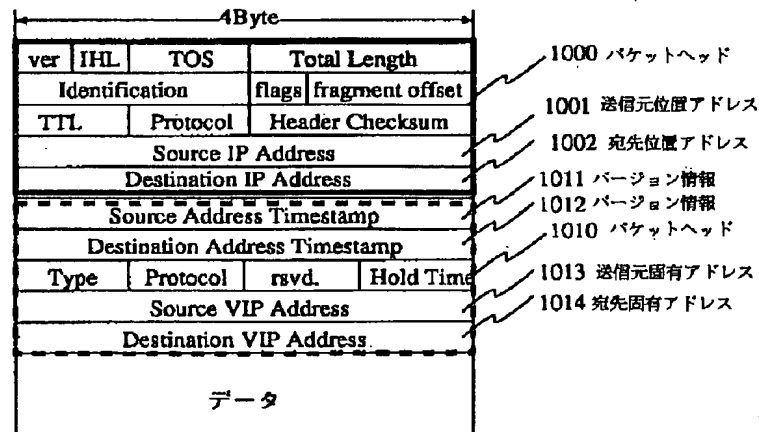 4Byte
ver IHL TOS Total Length
Identification flags fragment offset
TTL Protocol Header Checksum
Source IP Address
Destination IP Address
Source Address Timestamp
Destination Address Timestamp
Type Protocol rsvd. Hold Time
Source VIP Address
Destination VIP Address
データ
1000 パケットヘッド
1001 送信元位置アドレス
1002 宛先位置アドレス
1011 バージョン情報
1012 バージョン情報
1010 パケットヘッド
1013 送信元固有アドレス
1014 宛先固有アドレス